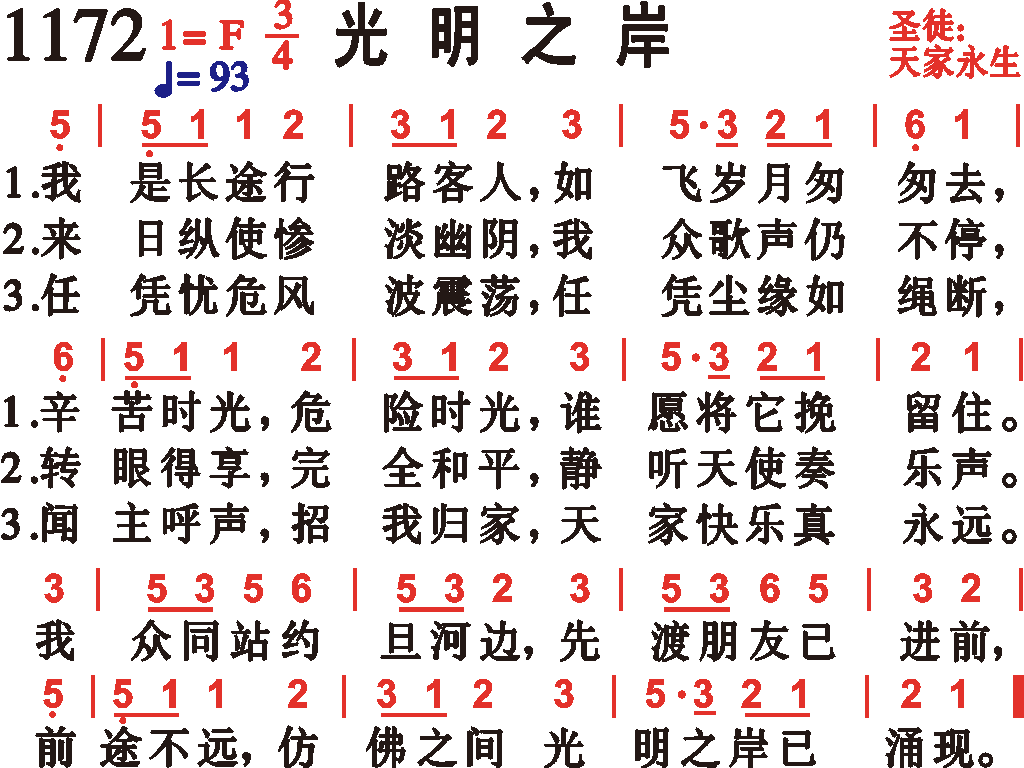 1172 1= F 3/4 光明之岸 圣徒:
♩= 93 天家永生
5̣ | 5̣ 1 1 2 | 3 1 2 3 | 5·3 2 1 | 6̣ 1 |
1.我 是长途行 路客人,如 飞岁月匆 匆去,
2.来 日纵使惨 淡幽阴,我 众歌声仍 不停,
3.任 凭忧危风 波震荡,任 凭尘缘如 绳断,
6̣ | 5̣ 1 1 2 | 3 1 2 3 | 5·3 2 1 | 2 1 |
1.辛 苦时光,危 险时光,谁 愿将它挽 留住。
2.转 眼得享,完 全和平,静 听天使奏 乐声。
3.闻 主呼声,招 我归家,天 家快乐真 永远。
3 | 5 3 5 6 | 5 3 2 3 | 5 3 6 5 | 3 2 |
我 众同站约 旦河边,先 渡朋友已 进前,
5̣ | 5̣ 1 1 2 | 3 1 2 3 | 5·3 2 1 | 2 1
前 途不远,仿 佛之间 光 明之岸已 涌现。